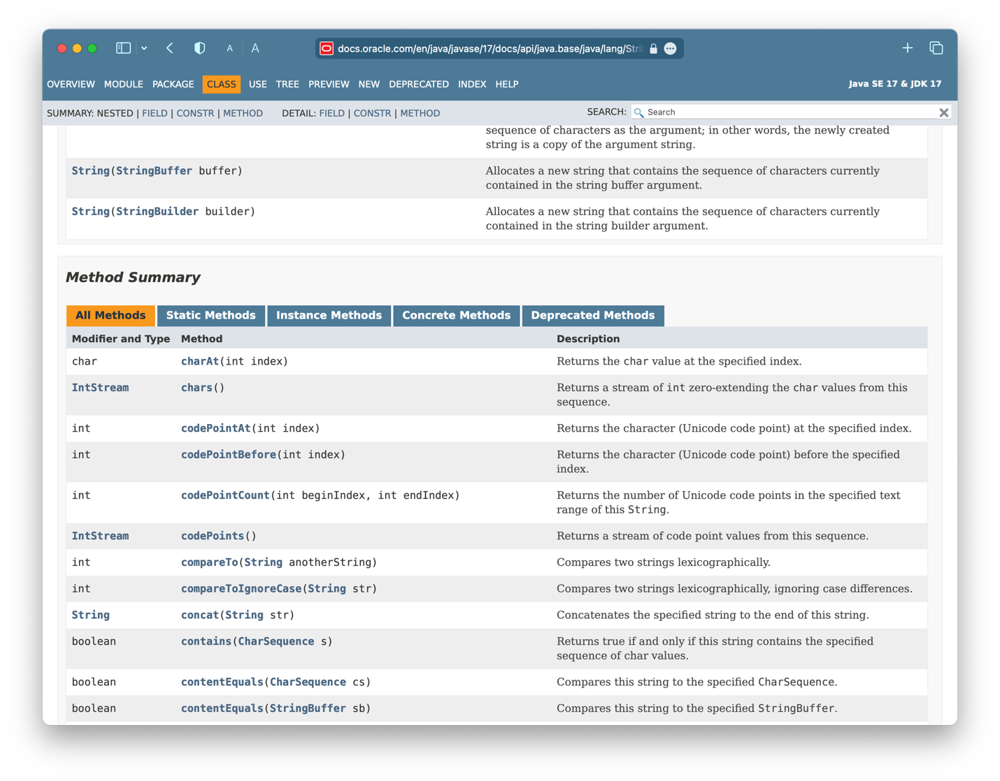 A A docs.oracle.com/en/java/javase/17/docs/api/java.base/java/lang/Stri
OVERVIEW MODULE PACKAGE CLASS USE TREE PREVIEW NEW DEPRECATED INDEX HELP Java SE 17 & JDK 17
SUMMARY: NESTED | FIELD | CONSTR | METHOD DETAIL: FIELD | CONSTR | METHOD SEARCH: Search
sequence of characters as the argument; in other words, the newly created
string is a copy of the argument string.
String(StringBuffer buffer) Allocates a new string that contains the sequence of characters currently
contained in the string buffer argument.
String(StringBuilder builder) Allocates a new string that contains the sequence of characters currently
contained in the string builder argument.
Method Summary
All Methods Static Methods Instance Methods Concrete Methods Deprecated Methods
Modifier and Type Method Description
char charAt(int index) Returns the char value at the specified index.
IntStream chars() Returns a stream of int zero-extending the char values from this
sequence.
int codePointAt(int index) Returns the character (Unicode code point) at the specified index.
int codePointBefore(int index) Returns the character (Unicode code point) before the specified
index.
int codePointCount(int beginIndex, int endIndex) Returns the number of Unicode code points in the specified text
range of this String.
IntStream codePoints() Returns a stream of code point values from this sequence.
int compareTo(String anotherString) Compares two strings lexicographically.
int compareToIgnoreCase(String str) Compares two strings lexicographically, ignoring case differences.
String concat(String str) Concatenates the specified string to the end of this string.
boolean contains(CharSequence s) Returns true if and only if this string contains the specified
sequence of char values.
boolean contentEquals(CharSequence cs) Compares this string to the specified CharSequence.
boolean contentEquals(StringBuffer sb) Compares this string to the specified StringBuffer.